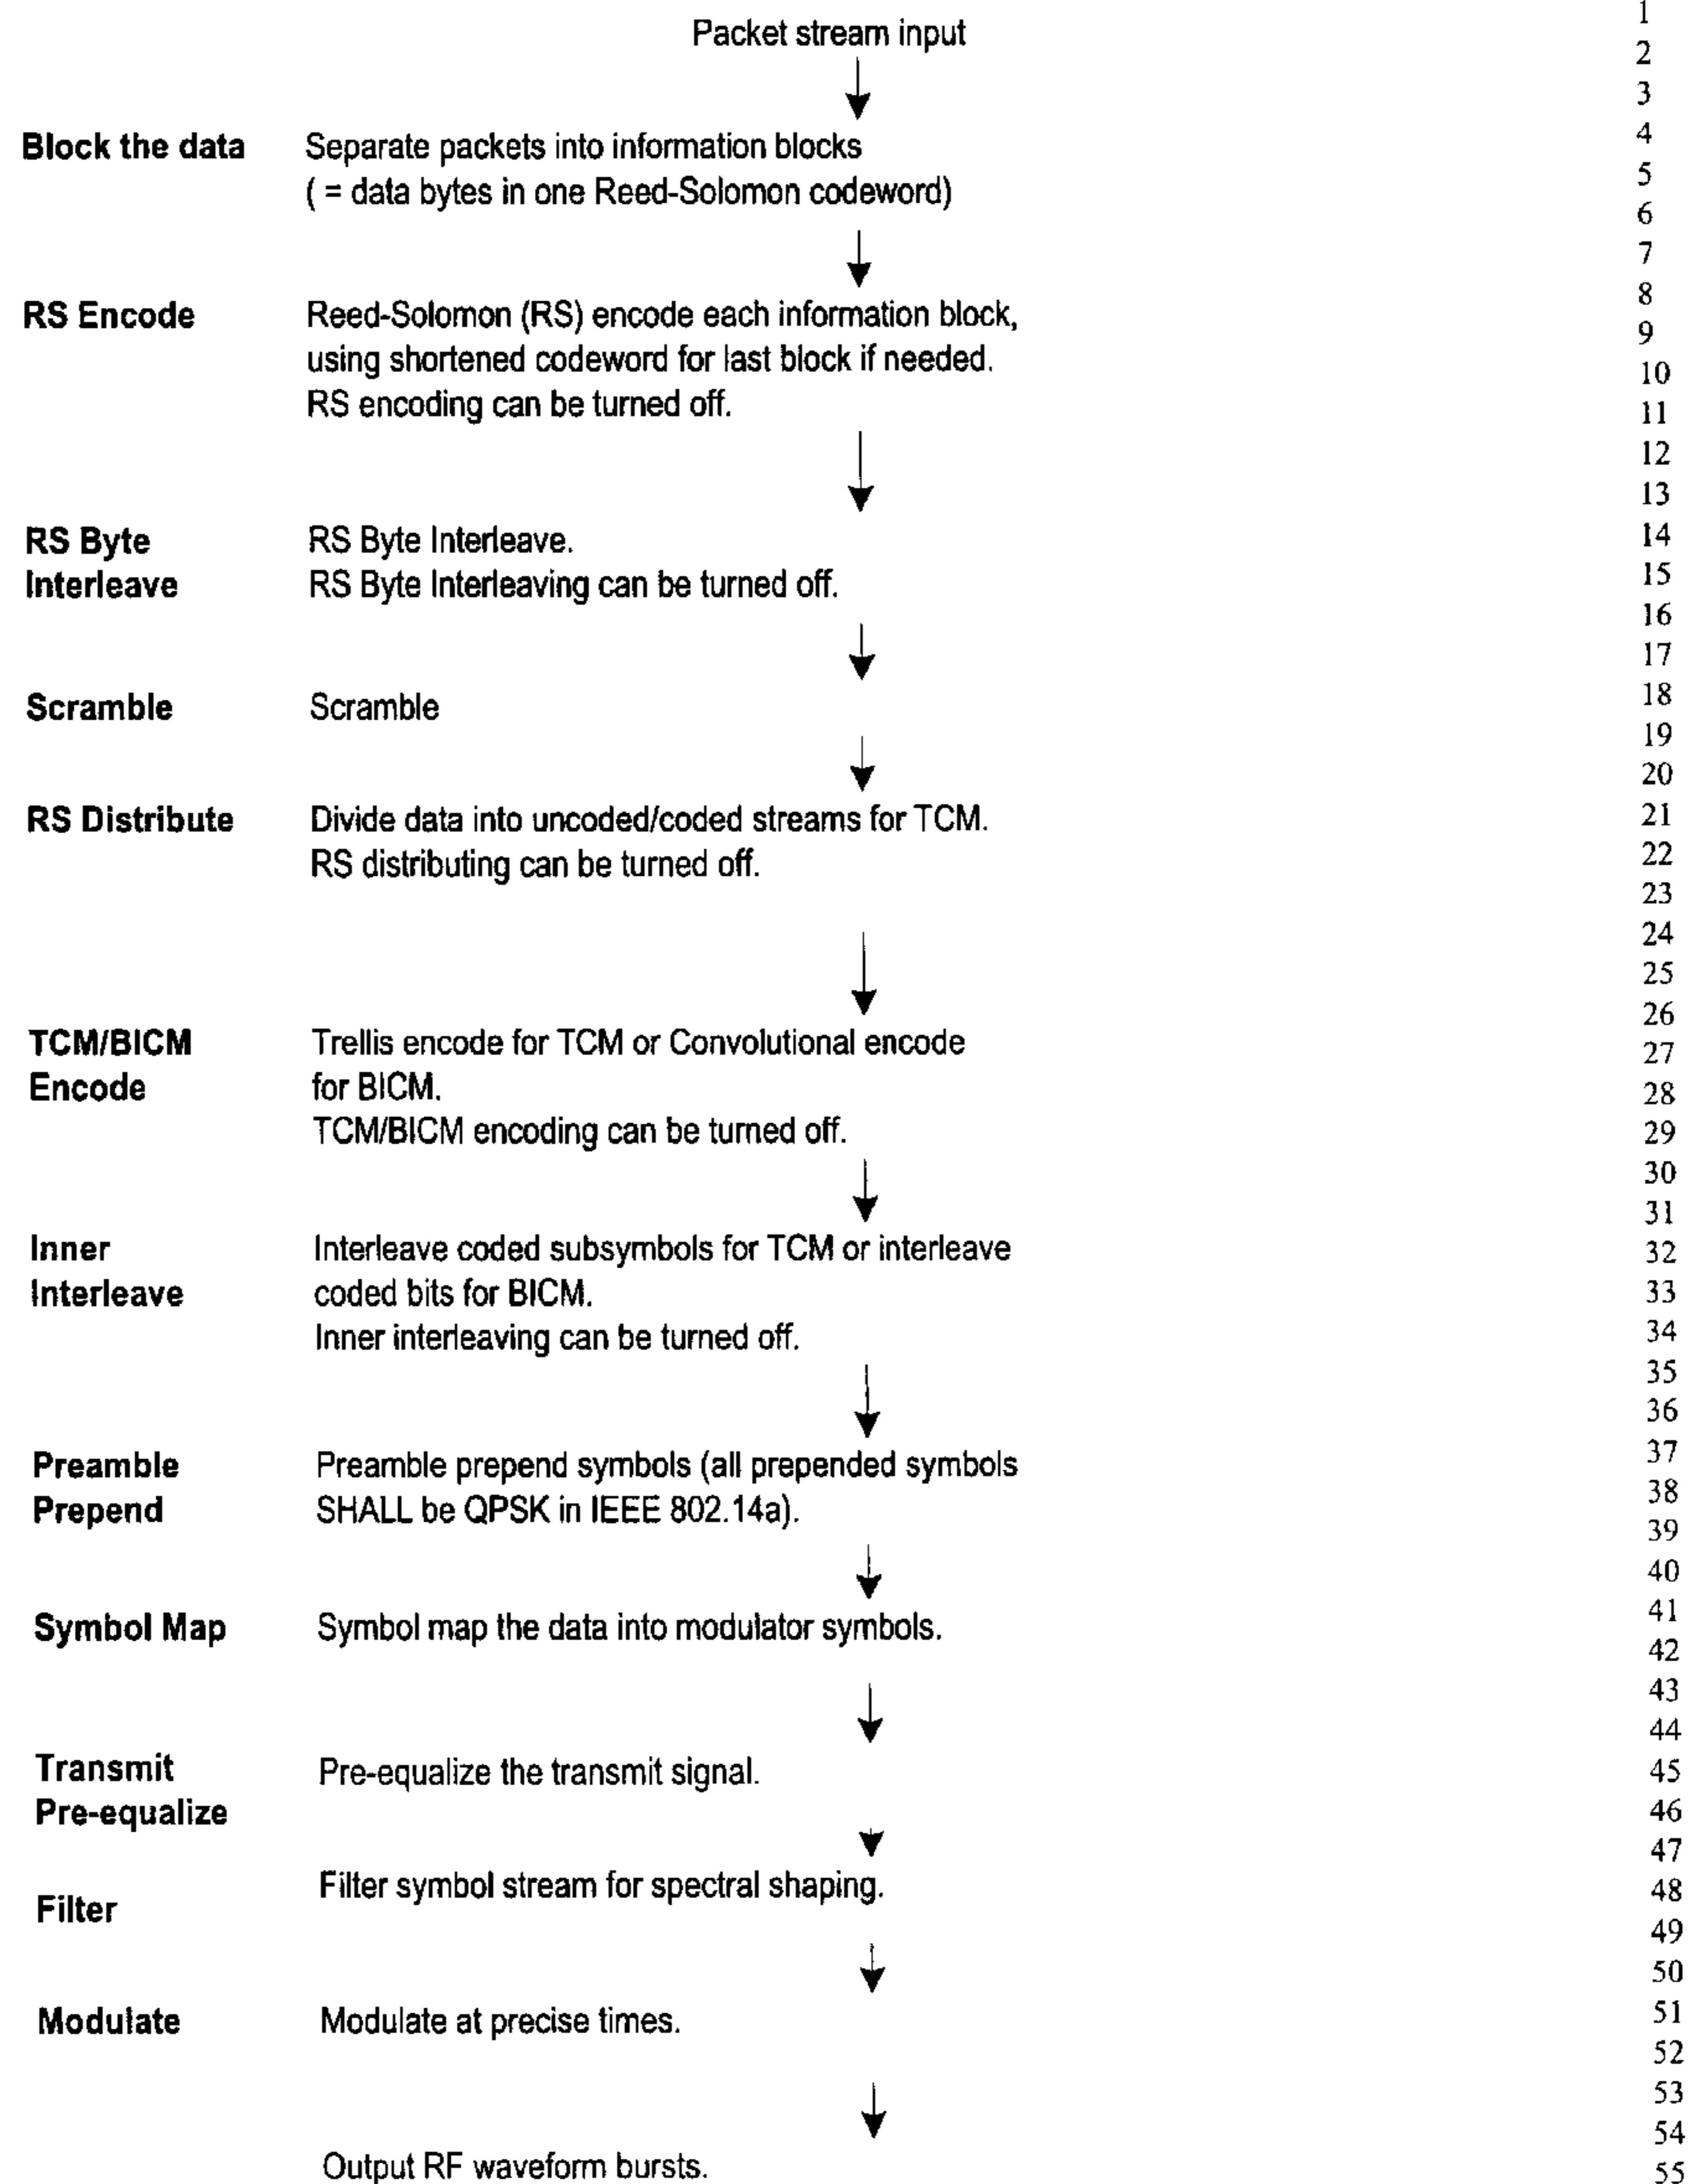 Packet stream input
Block the data
Separate packets into information blocks
( = data bytes in one Reed-Solomon codeword)
RS Encode
Reed-Solomon (RS) encode each information block,
using shortened codeword for last block if needed.
RS encoding can be turned off.
RS Byte
Interleave
RS Byte Interleave.
RS Byte Interleaving can be turned off.
Scramble
Scramble
RS Distribute
Divide data into uncoded/coded streams for TCM.
RS distributing can be turned off.
TCM/BICM
Encode
Trellis encode for TCM or Convolutional encode
for BICM.
TCM/BICM encoding can be turned off.
Inner
Interleave
Interleave coded subsymbols for TCM or interleave
coded bits for BICM.
Inner interleaving can be turned off.
Preamble
Prepend
Preamble prepend symbols (all prepended symbols
SHALL be QPSK in IEEE 802.14a).
Symbol Map
Symbol map the data into modulator symbols.
Transmit
Pre-equalize
Pre-equalize the transmit signal.
Filter
Filter symbol stream for spectral shaping.
Modulate
Modulate at precise times.
Output RF waveform bursts.
1
2
3
4
5
6
7
8
9
10
11
12
13
14
15
16
17
18
19
20
21
22
23
24
25
26
27
28
29
30
31
32
33
34
35
36
37
38
39
40
41
42
43
44
45
46
47
48
49
50
51
52
53
54
55